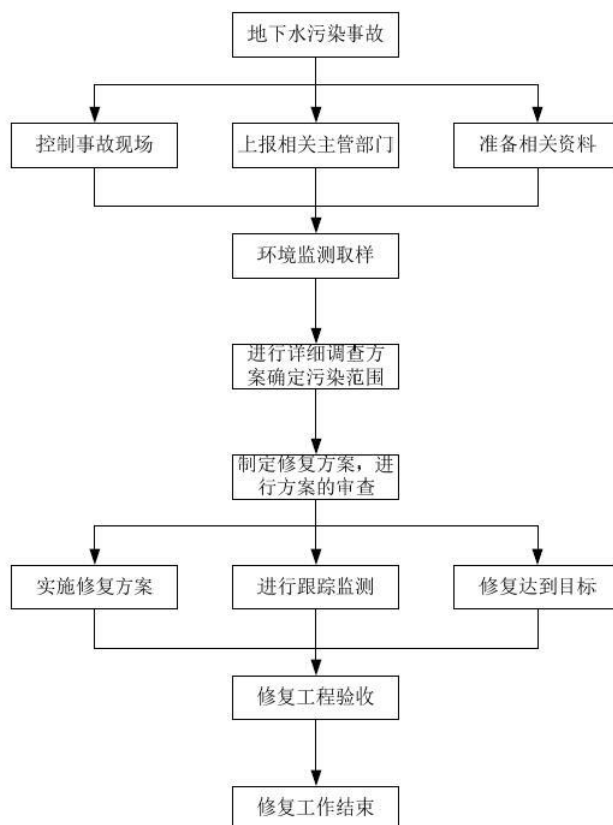 地下水污染事故
控制事故现场
上报相关主管部门
准备相关资料
环境监测取样
进行详细调查方
案确定污染范围
制定修复方案，进
行方案的审查
实施修复方案
进行跟踪监测
修复达到目标
修复工程验收
修复工作结束